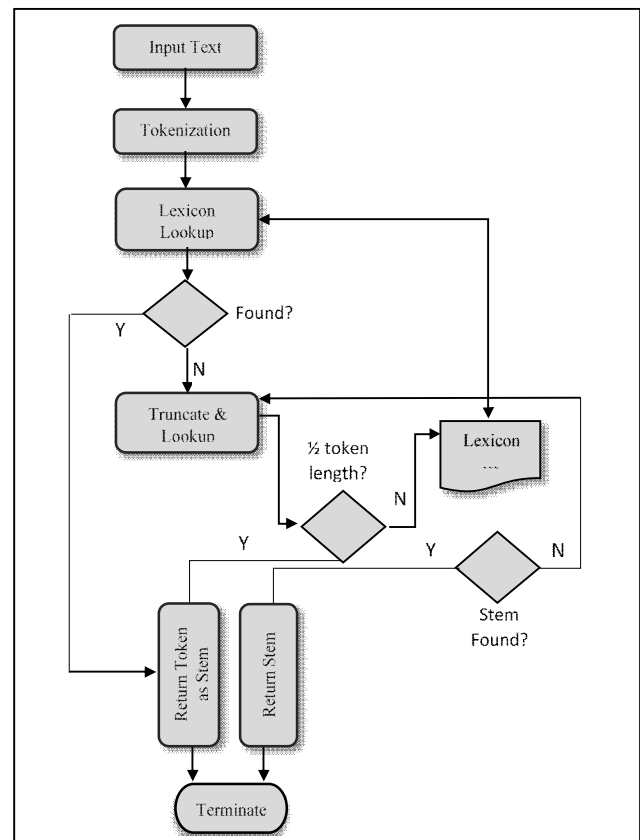 Input Text
Tokenization
Lexicon
Lookup
Found?
Y
N
Truncate &
Lookup
½ token
length?
Lexicon
...
N
Y
Y
N
Stem
Found?
Return Token
as Stem
Return Stem
Terminate